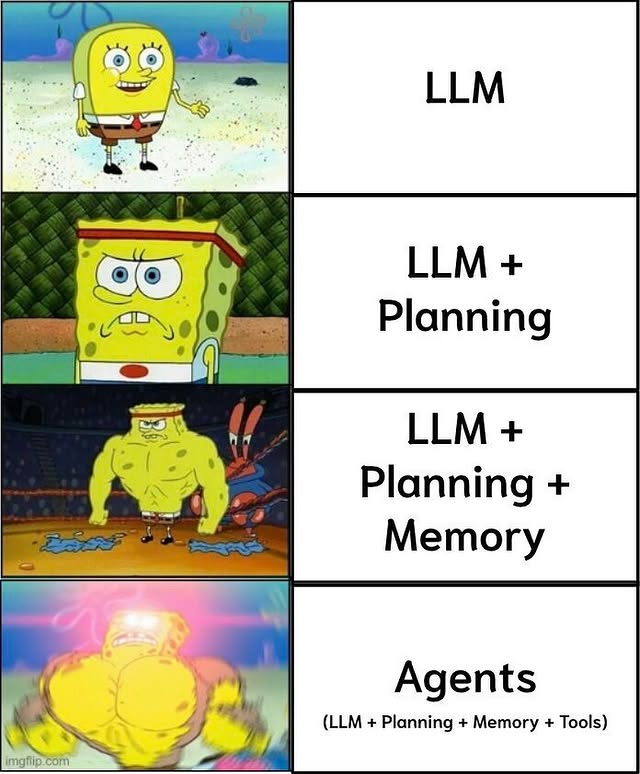 LLM
LLM +
Planning
LLM +
Planning +
Memory
Agents
(LLM + Planning + Memory + Tools)
imgflip.com